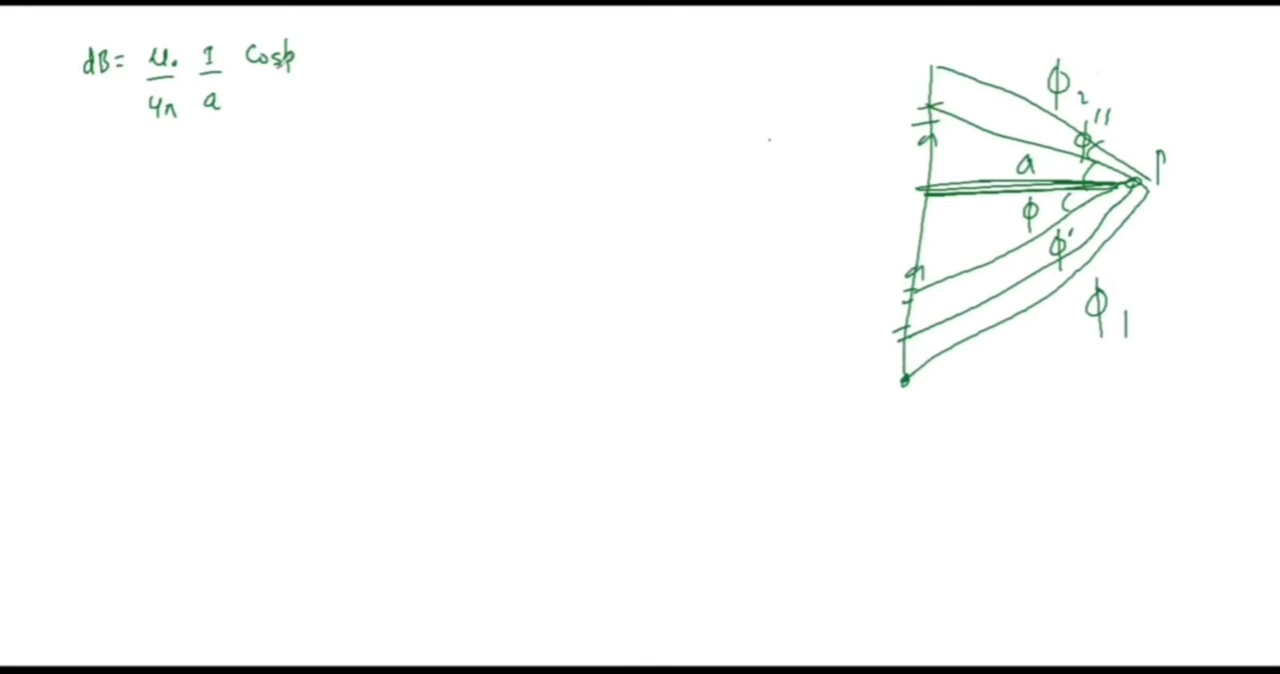 dB = μ₀/4π I/a Cosφ
ϕ₂
ϕ''
a
P
ϕ
ϕ'
ϕ₁